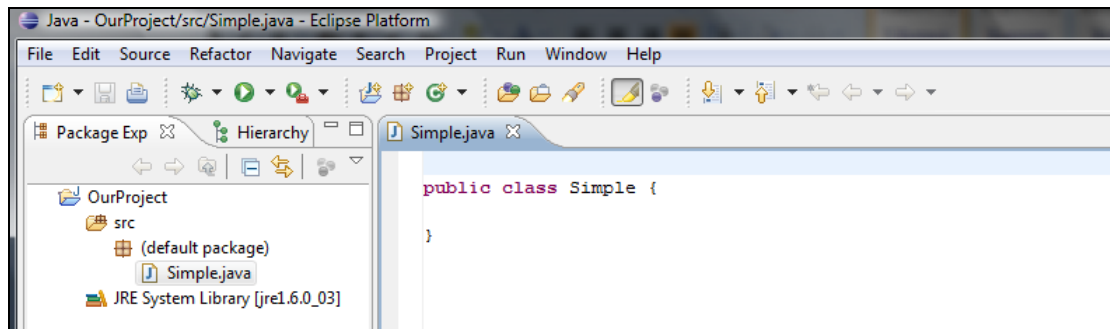 Java - OurProject/src/Simple.java - Eclipse Platform
File Edit Source Refactor Navigate Search Project Run Window Help
Package Exp Hierarchy
Simple.java
OurProject
src
(default package)
Simple.java
JRE System Library [jre1.6.0_03]
public class Simple {
}